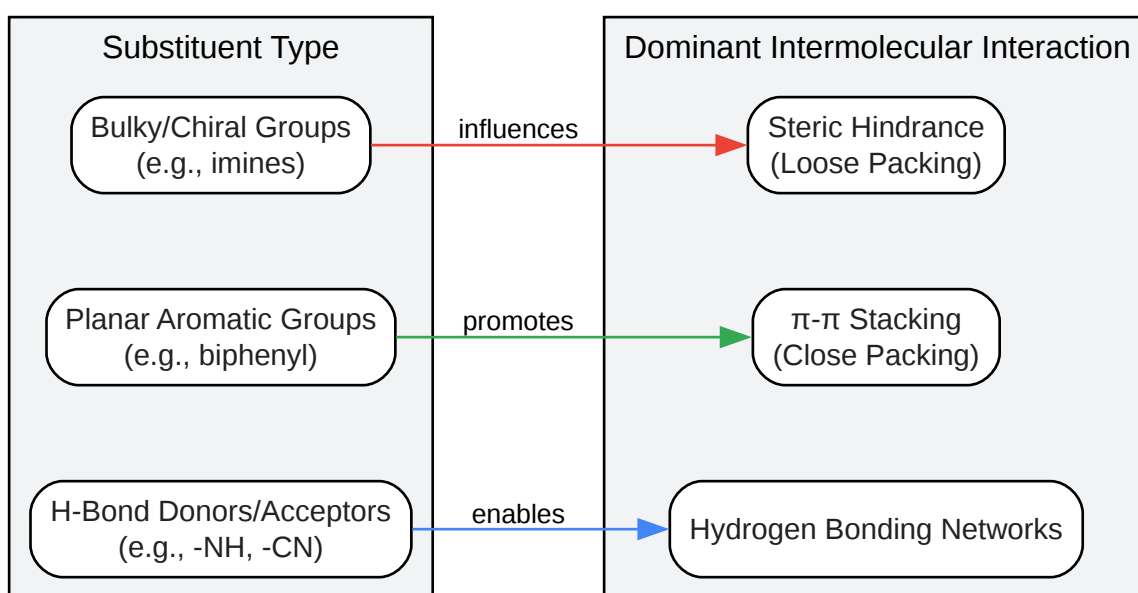 Substituent Type
Dominant Intermolecular Interaction
Bulky/Chiral Groups
(e.g., imines)
influences
Steric Hindrance
(Loose Packing)
Planar Aromatic Groups
(e.g., biphenyl)
promotes
π-π Stacking
(Close Packing)
H-Bond Donors/Acceptors
(e.g., -NH, -CN)
enables
Hydrogen Bonding Networks